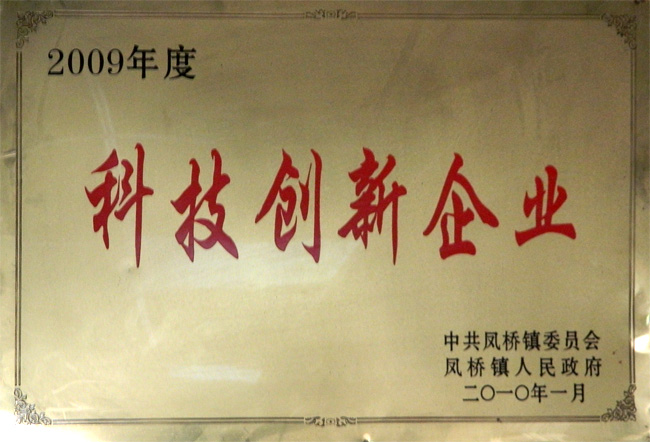 2009年度
科技创新企业
中共凤桥镇委员会
凤桥镇人民政府
二〇一〇年一月